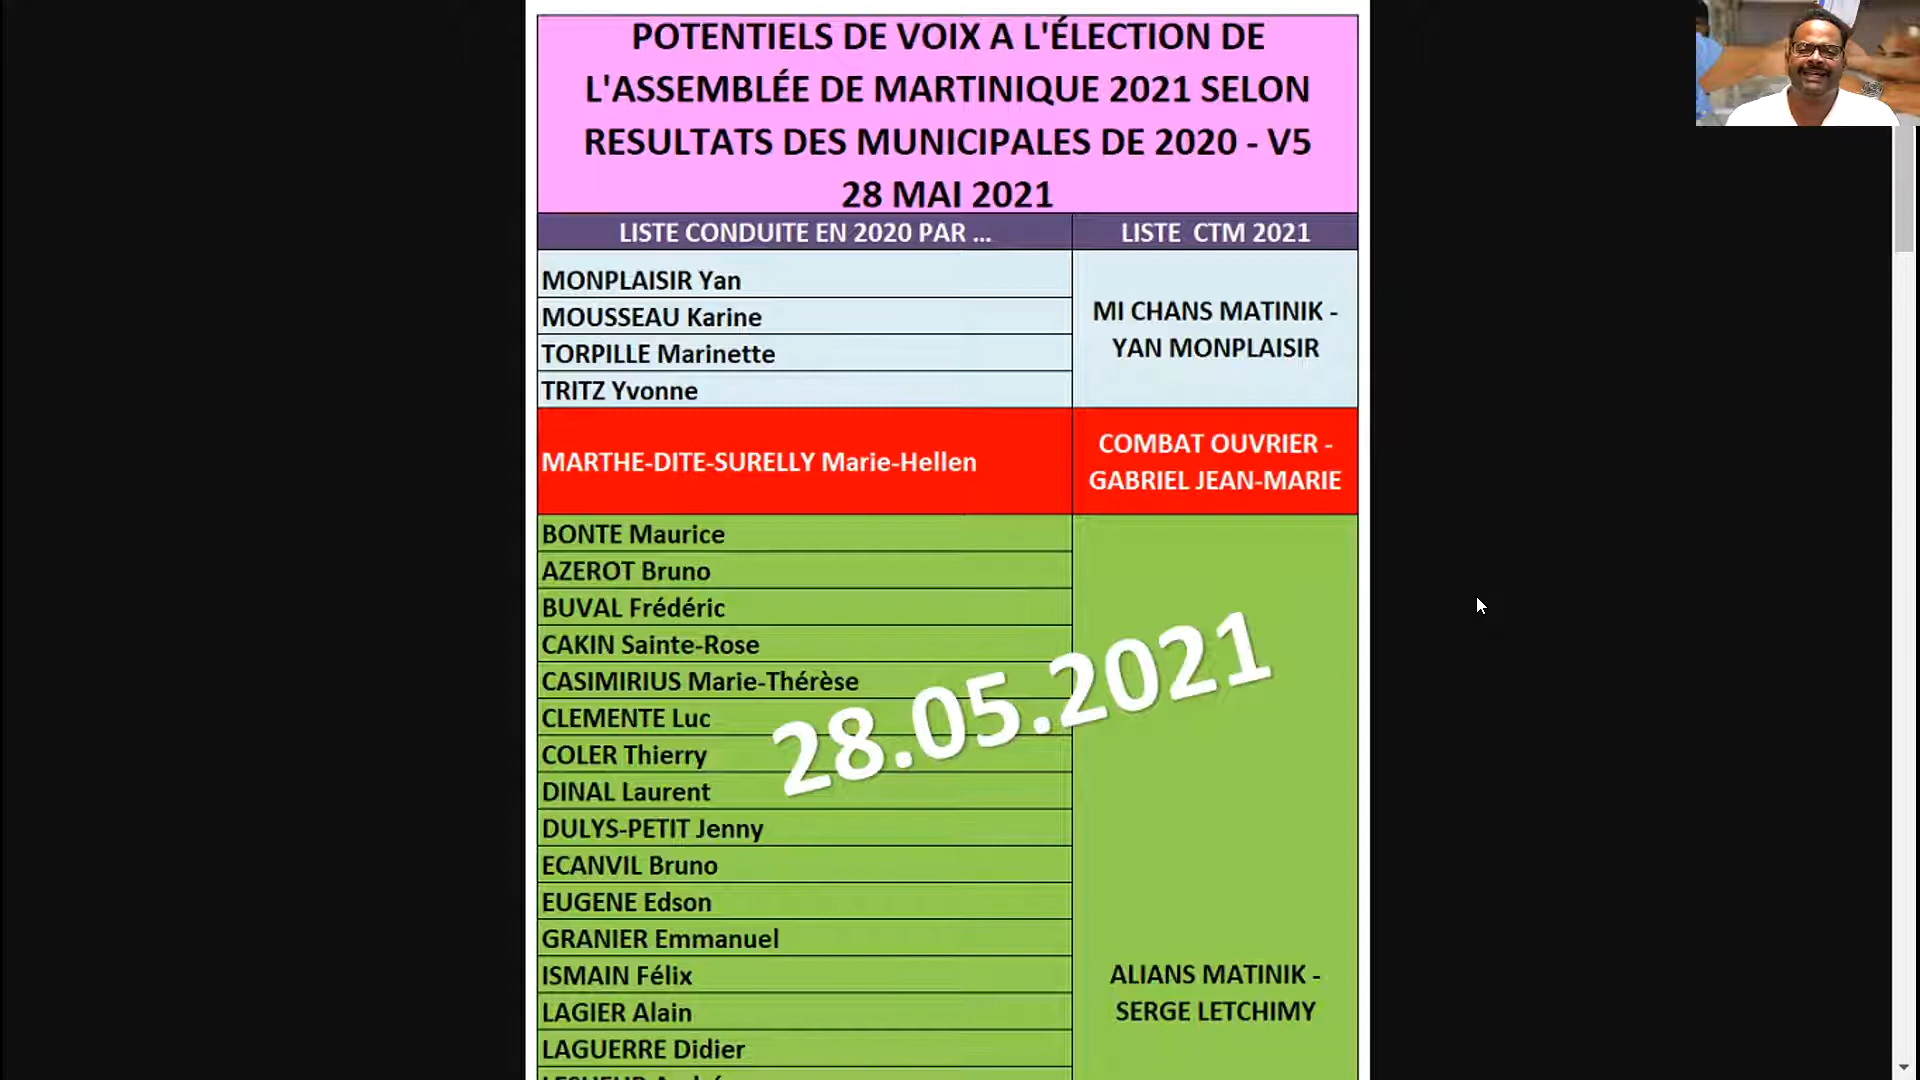 POTENTIELS DE VOIX A L'ÉLECTION DE
L'ASSEMBLÉE DE MARTINIQUE 2021 SELON
RESULTATS DES MUNICIPALES DE 2020 - V5
28 MAI 2021
LISTE CONDUITE EN 2020 PAR ...
LISTE CTM 2021
MONPLAISIR Yan
MOUSSEAU Karine
TORPILLE Marinette
TRITZ Yvonne
MI CHANS MATINIK -
YAN MONPLAISIR
MARTHE-DITE-SURELLY Marie-Hellen
COMBAT OUVRIER -
GABRIEL JEAN-MARIE
BONTE Maurice
AZEROT Bruno
BUVAL Frédéric
CAKIN Sainte-Rose
CASIMIRIUS Marie-Thérèse
CLEMENTE Luc
COLER Thierry
DINAL Laurent
DULYS-PETIT Jenny
ECANVIL Bruno
EUGENE Edson
GRANIER Emmanuel
ISMAIN Félix
LAGIER Alain
LAGUERRE Didier
ALIANS MATINIK -
SERGE LETCHIMY
28.05.2021